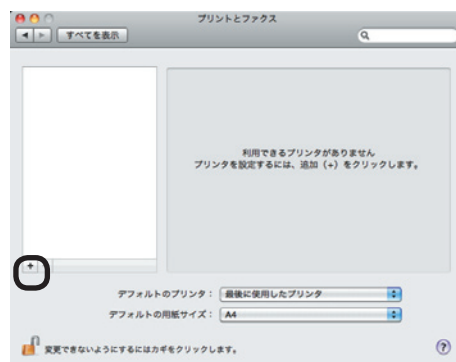 プリントとファクス
すべてを表示
利用できるプリンタがありません
プリンタを設定するには、追加（+）をクリックします。
+
デフォルトのプリンタ： 最後に使用したプリンタ
デフォルトの用紙サイズ： A4
変更できないようにするにはカギをクリックします。
?